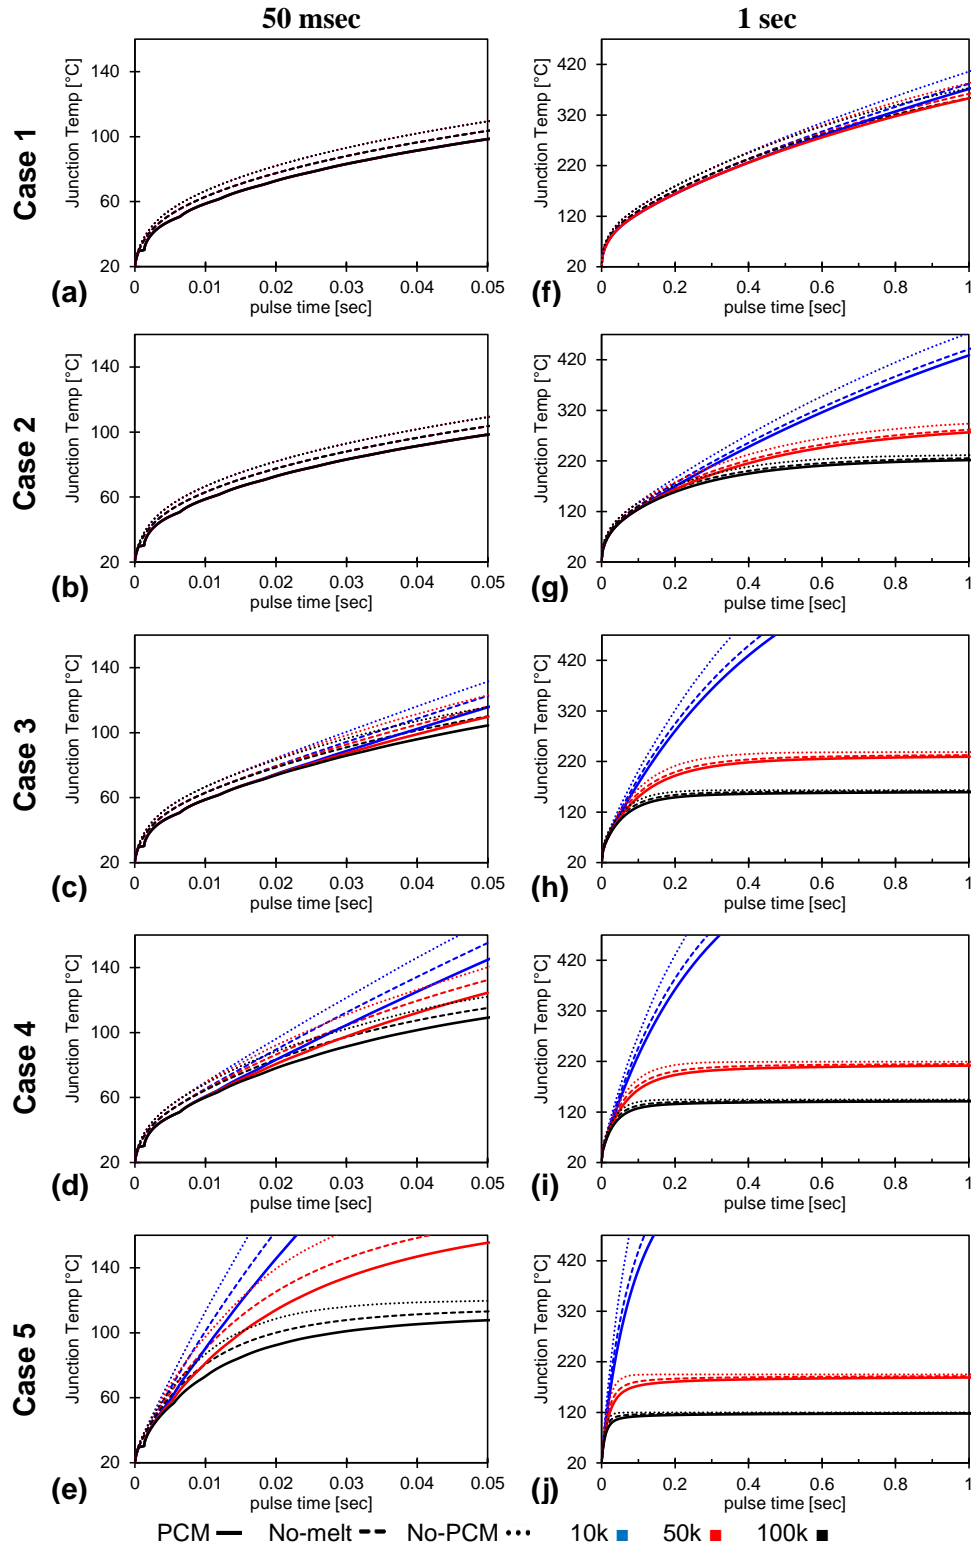 50 msec
1 sec
Case 1
Junction Temp [°C]
140
100
60
20
0 0.01 0.02 0.03 0.04 0.05
pulse time [sec]
(a)
Junction Temp [°C]
420
320
220
120
20
0 0.2 0.4 0.6 0.8 1
pulse time [sec]
(f)
Case 2
Junction Temp [°C]
140
100
60
20
0 0.01 0.02 0.03 0.04 0.05
pulse time [sec]
(b)
Junction Temp [°C]
420
320
220
120
20
0 0.2 0.4 0.6 0.8 1
pulse time [sec]
(g)
Case 3
Junction Temp [°C]
140
100
60
20
0 0.01 0.02 0.03 0.04 0.05
pulse time [sec]
(c)
Junction Temp [°C]
420
320
220
120
20
0 0.2 0.4 0.6 0.8 1
pulse time [sec]
(h)
Case 4
Junction Temp [°C]
140
100
60
20
0 0.01 0.02 0.03 0.04 0.05
pulse time [sec]
(d)
Junction Temp [°C]
420
320
220
120
20
0 0.2 0.4 0.6 0.8 1
pulse time [sec]
(i)
Case 5
Junction Temp [°C]
140
100
60
20
0 0.01 0.02 0.03 0.04 0.05
pulse time [sec]
(e)
Junction Temp [°C]
420
320
220
120
20
0 0.2 0.4 0.6 0.8 1
pulse time [sec]
(j)
PCM No-melt No-PCM 10k 50k 100k